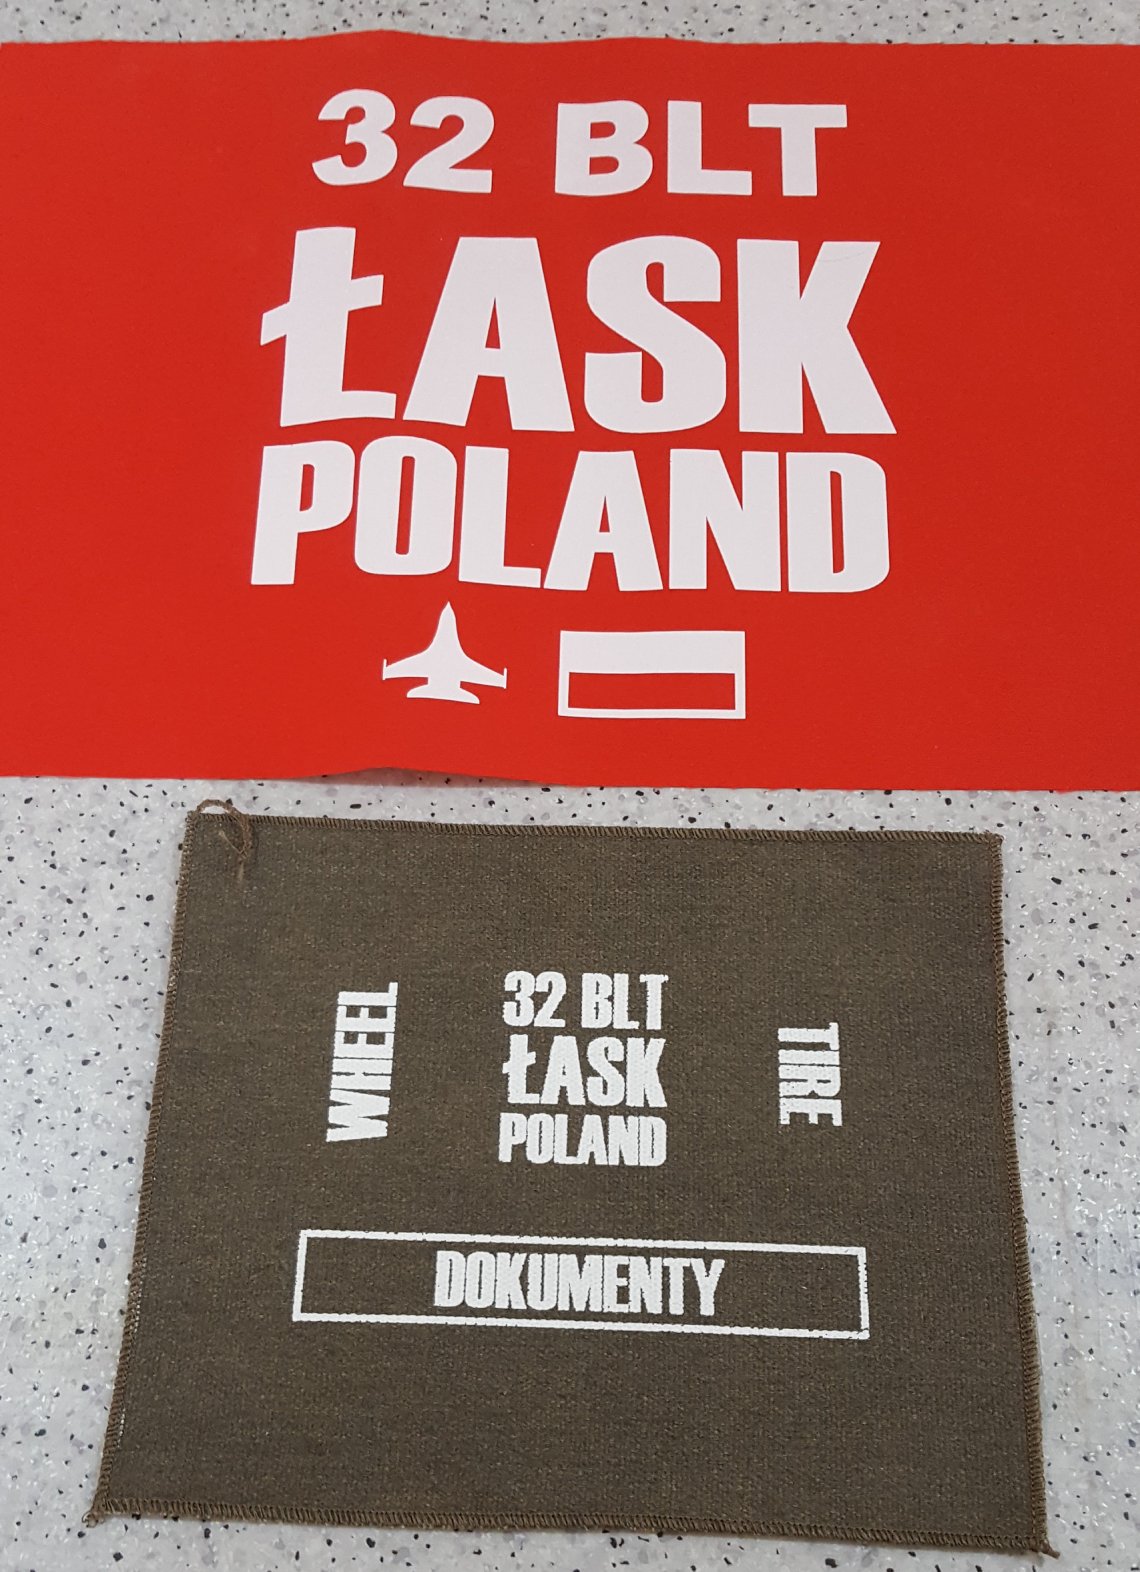 32 BLT
ŁASK
POLAND
WHEEL
32 BLT
ŁASK
POLAND
TIRE
DOKUMENTY